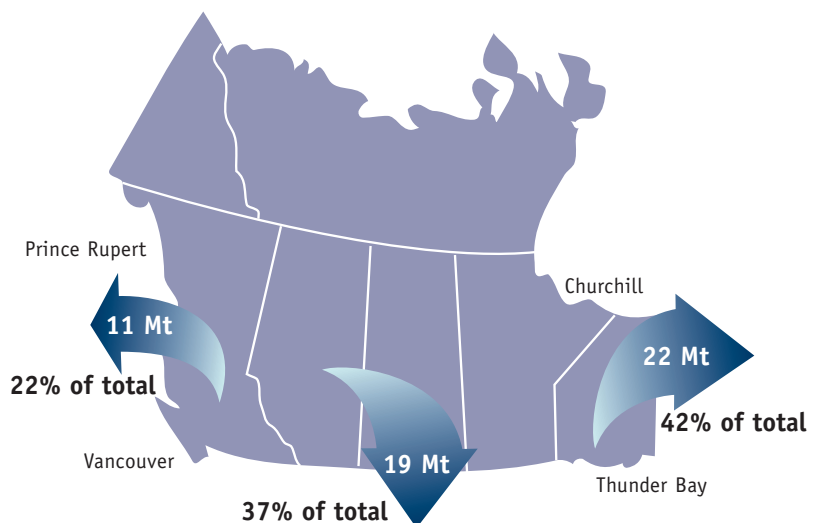 Prince Rupert
Churchill
11 Mt
22 Mt
22% of total
42% of total
Vancouver
19 Mt
Thunder Bay
37% of total